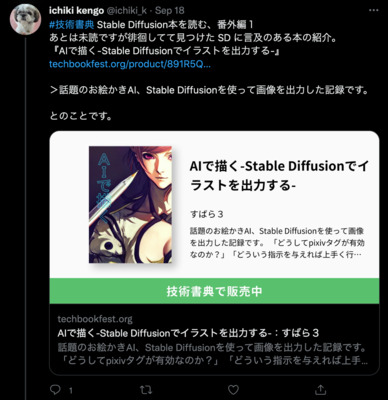 ichiki kengo @ichiki_k · Sep 18
#技術書典 Stable Diffusion本を読む、番外編１
あとは未読ですが徘徊してて見つけた SD に言及のある本の紹介。
『AIで描く-Stable Diffusionでイラストを出力する-』
techbookfest.org/product/891R5Q...
＞話題のお絵かきAI、Stable Diffusionを使って画像を出力した記録です。
とのことです。
AIで描く
AIで描く-Stable Diffusionでイ
ラストを出力する-
すぱら３
話題のお絵かきAI、Stable Diffusionを使って画像
を出力した記録です。 「どうしてpixivタグが有効
なのか？」「どういう指示を与えれば上手く行…
技術書典で販売中
techbookfest.org
AIで描く-Stable Diffusionでイラストを出力する-：すぱら３
話題のお絵かきAI、Stable Diffusionを使って画像を出力した記録です。
「どうしてpixivタグが有効なのか？」「どういう指示を与えれば上手...
1